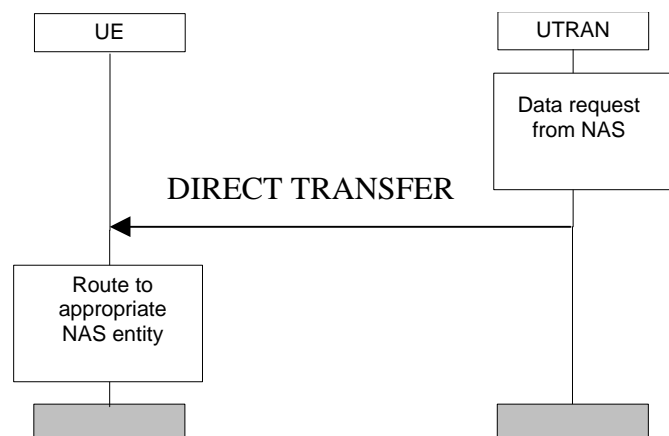 UE
UTRAN
Data request
from NAS
DIRECT TRANSFER
Route to
appropriate
NAS entity